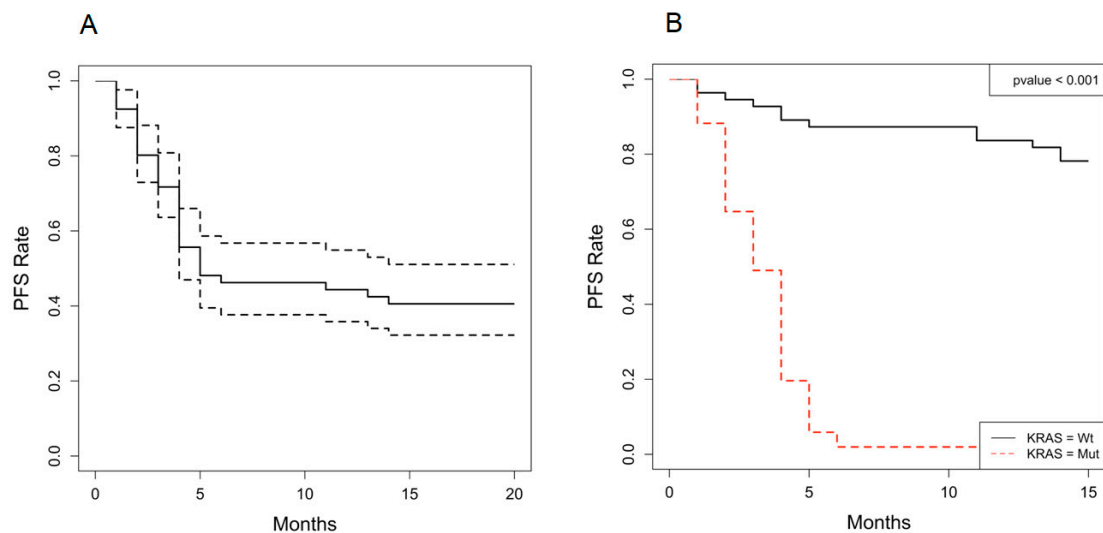 A
PFS Rate
1.0
0.8
0.6
0.4
0.2
0.0
0 5 10 15 20
Months
B
PFS Rate
1.0
0.8
0.6
0.4
0.2
0.0
pvalue < 0.001
KRAS = Wt
KRAS = Mut
0 5 10 15
Months